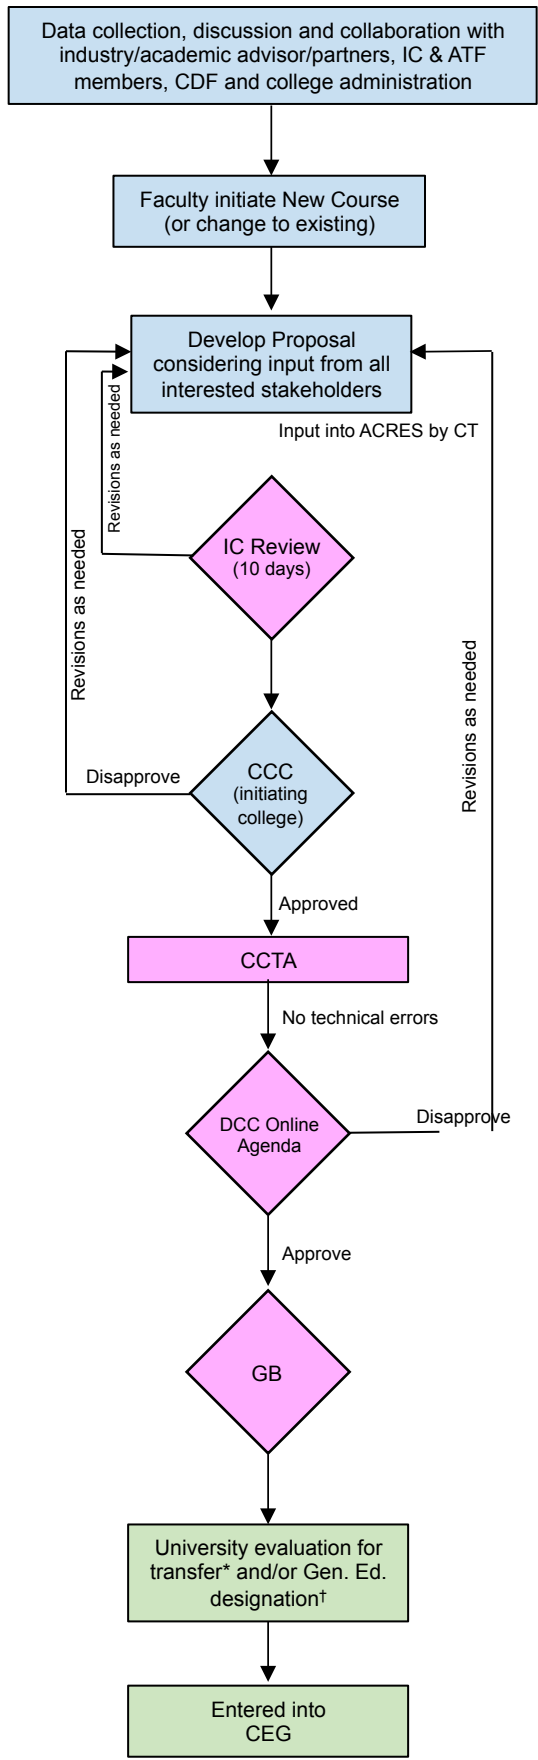 Data collection, discussion and collaboration with
industry/academic advisor/partners, IC & ATF
members, CDF and college administration
Faculty initiate New Course
(or change to existing)
Develop Proposal
considering input from all
interested stakeholders
Revisions as needed
Input into ACRES by CT
IC Review
(10 days)
Revisions as needed
Revisions as needed
Disapprove
CCC
(initiating
college)
Approved
CCTA
No technical errors
DCC Online
Agenda
Disapprove
Approve
GB
University evaluation for
transfer* and/or Gen. Ed.
designation†
Entered into
CEG